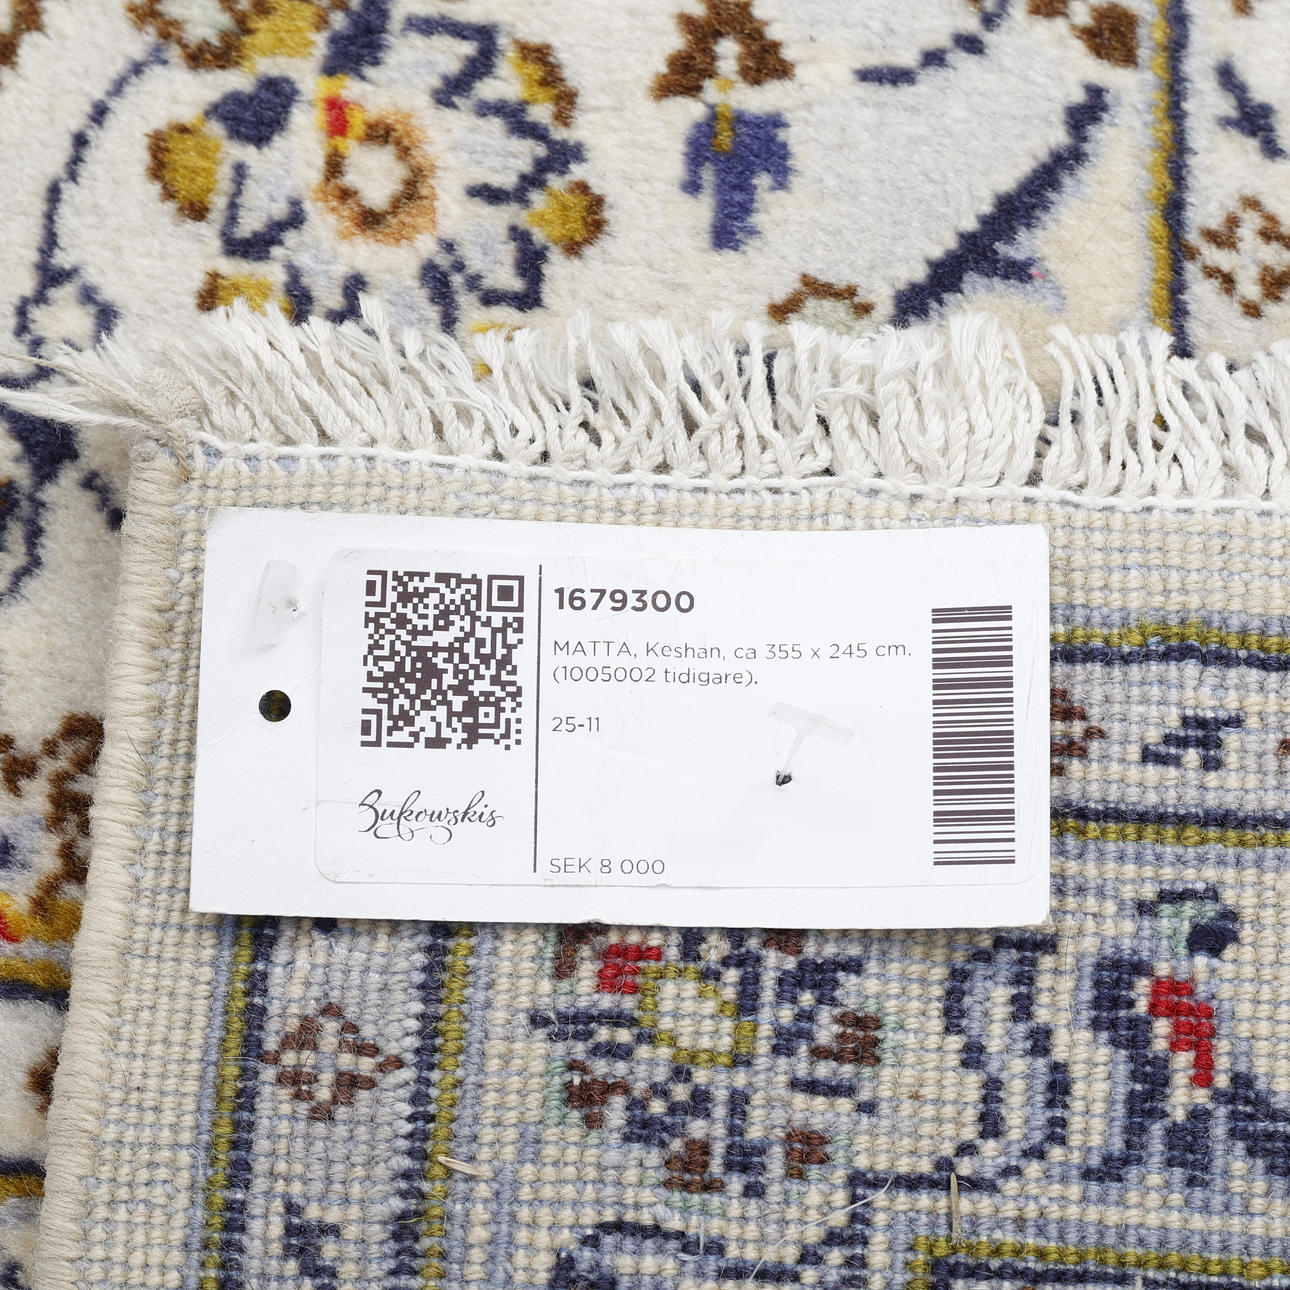 1679300
MATTA, Keshan, ca 355 x 245 cm.
(1005002 tidigare),
25-11
Bukowskis
SEK 8 000